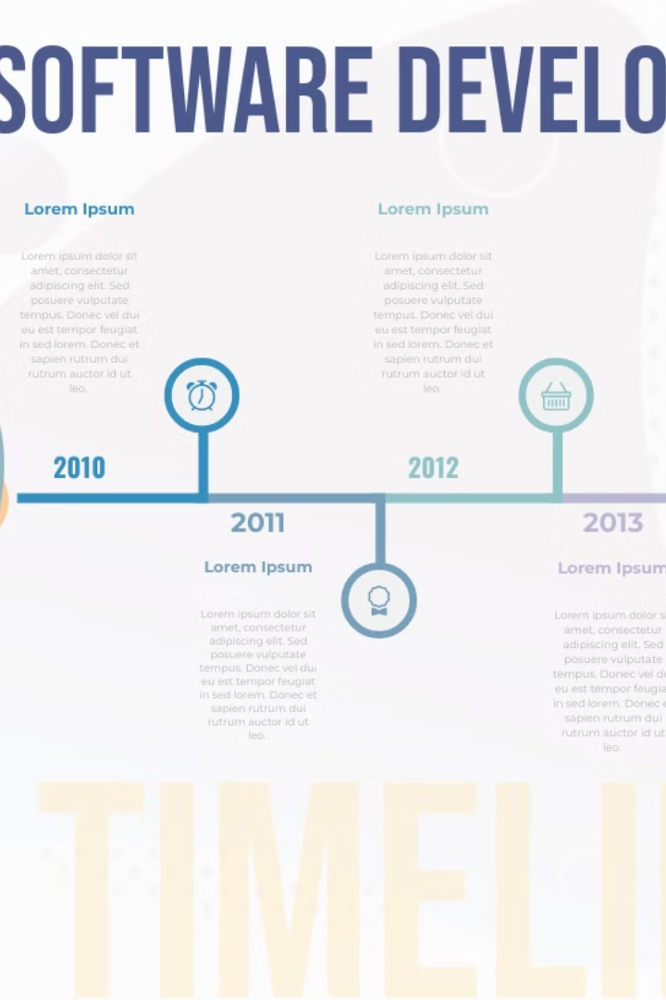 SOFTWARE DEVELO
Lorem Ipsum
Lorem ipsum dolor sit
amet, consectetur
adipiscing elit. Sed
posuere vulputate
tempus. Donec vel dui
eu est tempor feugiat
in sed lorem. Donec et
sapien rutrum dui
rutrum auctor id ut
leo.
2010
2011
Lorem Ipsum
Lorem ipsum dolor sit
amet, consectetur
adipiscing elit. Sed
posuere vulputate
tempus. Donec vel dui
eu est tempor feugiat
in sed lorem. Donec et
sapien rutrum dui
rutrum auctor id ut
leo.
Lorem Ipsum
Lorem ipsum dolor sit
amet, consectetur
adipiscing elit. Sed
posuere vulputate
tempus. Donec vel dui
eu est tempor feugiat
in sed lorem. Donec et
sapien rutrum dui
rutrum auctor id ut
leo.
2012
2013
Lorem Ipsum
Lorem ipsum dolor s
amet, consectetur
adipiscing elit. Sed
posuere vulputate
tempus. Donec vel d
eu est tempor feugia
in sed lorem. Donec e
sapien rutrum dui
rutrum auctor id ut
leo.
TIMELI